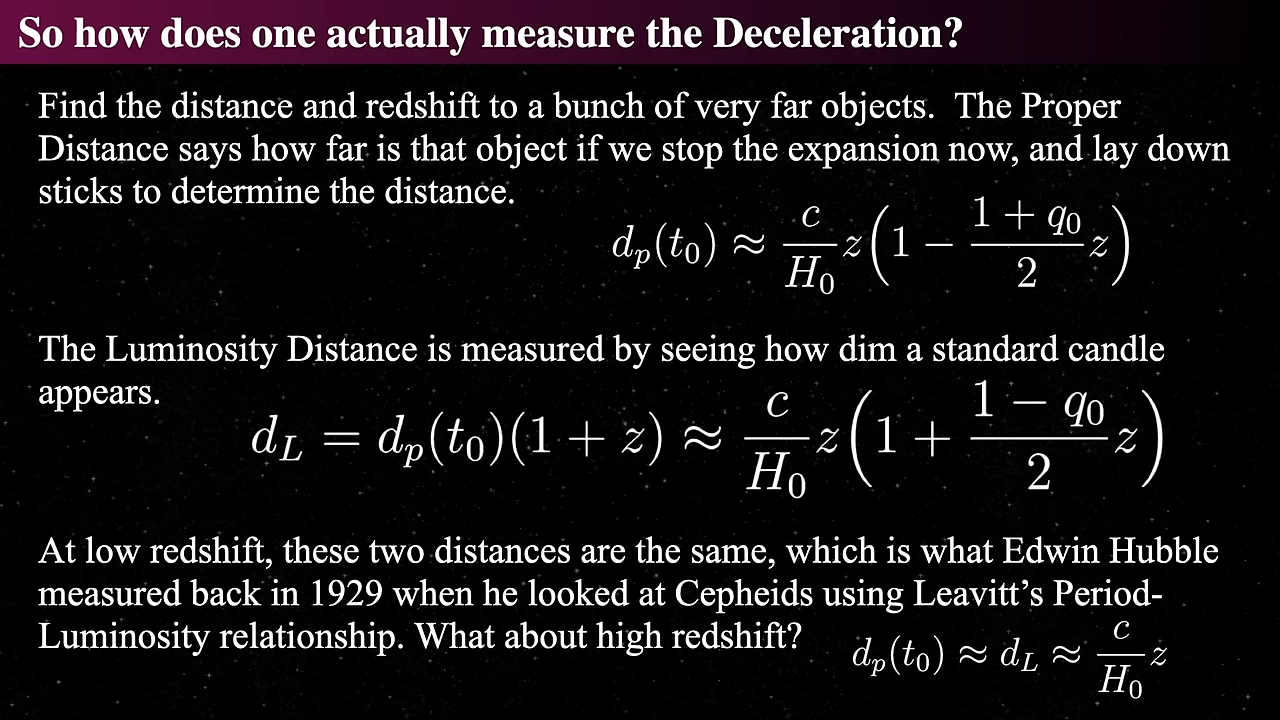 So how does one actually measure the Deceleration?
Find the distance and redshift to a bunch of very far objects.  The Proper
Distance says how far is that object if we stop the expansion now, and lay down
sticks to determine the distance.
d_p(t_0) ≈ \frac{c}{H_0} z (1 − \frac{1 + q_0}{2} z)
The Luminosity Distance is measured by seeing how dim a standard candle
appears.
d_L = d_p(t_0)(1 + z) ≈ \frac{c}{H_0} z (1 + \frac{1 − q_0}{2} z)
At low redshift, these two distances are the same, which is what Edwin Hubble
measured back in 1929 when he looked at Cepheids using Leavitt’s Period-
Luminosity relationship. What about high redshift?
d_p(t_0) ≈ d_L ≈ \frac{c}{H_0} z